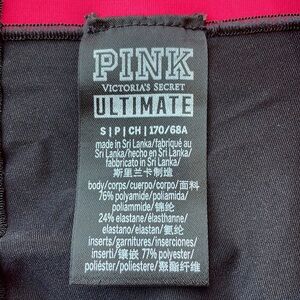 PINK
VICTORIA'S SECRET
ULTIMATE
S | P | CH | 170/68A
made in Sri Lanka/fabriqué au
Sri Lanka/hecho en Sri Lanka/
fabbricato in Sri Lanka/
斯里兰卡制造
body/corps/cuerpo/corpo/面料
76% polyamide/poliamida/
poliammide/锦纶
24% elastane/élasthanne/
elastano/elastan/氨纶
inserts/garnitures/inserciones/
inserti/镶嵌 77% polyester/
poliéster/poliestere/聚酯纤维